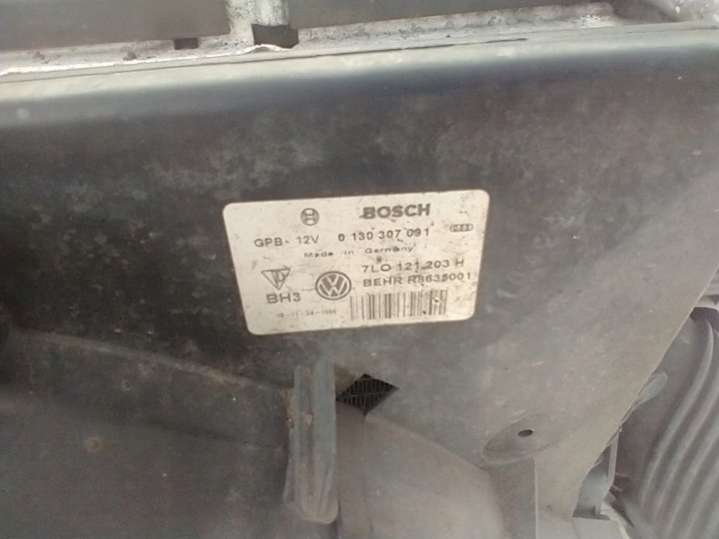 BOSCH
GPB- 12V 0 130 307 091
Made in Germany
7L0 121 203 H
BH3
BEHR R8635001